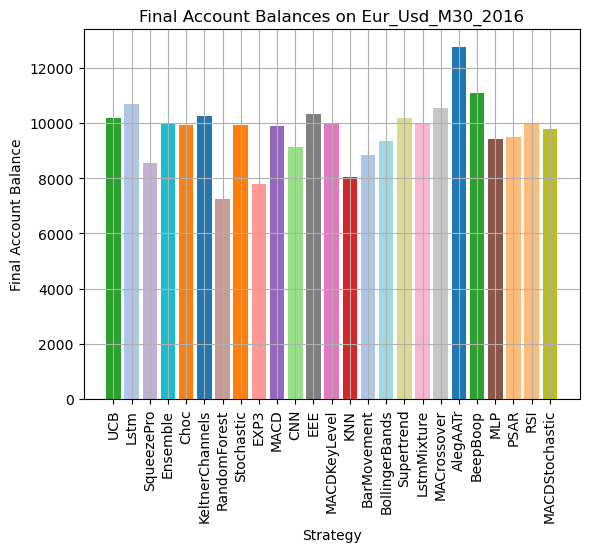 Final Account Balances on Eur_Usd_M30_2016
Final Account Balance
12000
10000
8000
6000
4000
2000
0
UCB
Lstm
SqueezePro
Ensemble
Choc
KeltnerChannels
RandomForest
Stochastic
EXP3
MACD
CNN
EEE
MACDKeyLevel
KNN
BarMovement
BollingerBands
Supertrend
LstmMixture
MACrossover
AlegAATr
BeepBoop
MLP
PSAR
RSI
MACDStochastic
Strategy